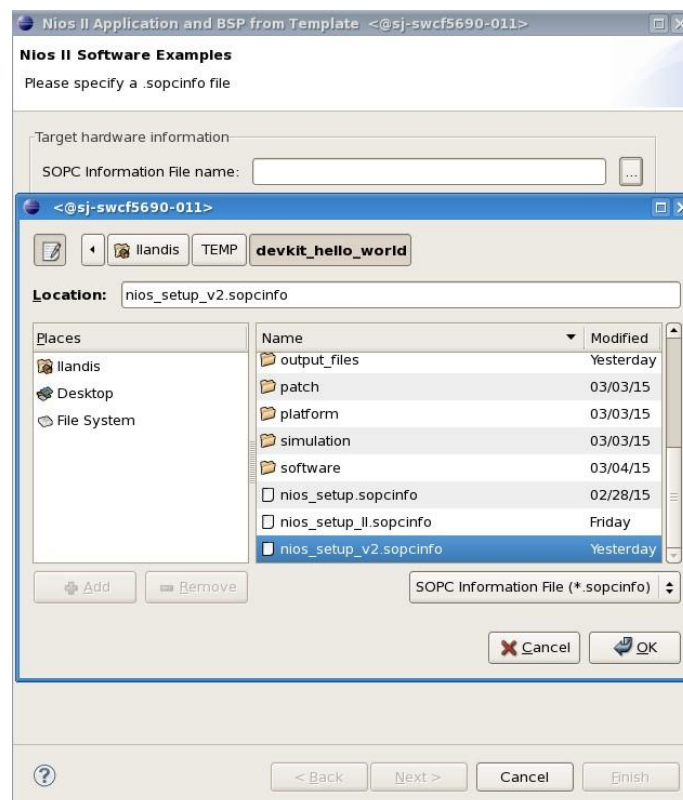 Nios II Application and BSP from Template <@sj-swcf5690-011>
Nios II Software Examples
Please specify a .sopcinfo file
Target hardware information
SOPC Information File name:
...
<@sj-swcf5690-011>
llandis TEMP devkit_hello_world
Location: nios_setup_v2.sopcinfo
Places Name Modified
llandis
Desktop
File System
output_files Yesterday
patch 03/03/15
platform 03/03/15
simulation 03/03/15
software 03/04/15
nios_setup.sopcinfo 02/28/15
nios_setup_II.sopcinfo Friday
nios_setup_v2.sopcinfo Yesterday
Add Remove SOPC Information File (*.sopcinfo)
Cancel OK
? < Back Next > Cancel Finish